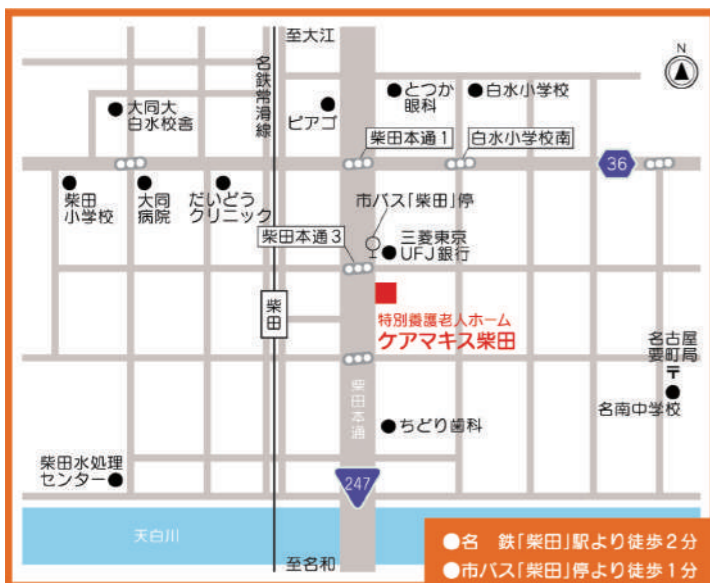 至大江
N
名鉄常滑線
大同大
白水校舎
ピアゴ
とつか
眼科
白水小学校
柴田本通1
白水小学校南
36
柴田
小学校
大同
病院
だいどう
クリニック
市バス「柴田」停
柴田本通3
三菱東京
UFJ銀行
柴田
特別養護老人ホーム
ケアマキス柴田
名古屋
要町局
〒
名南中学校
柴田本通
ちどり歯科
柴田水処理
センター
247
天白川
至名和
●名 鉄「柴田」駅より徒歩2分
●市バス「柴田」停より徒歩1分